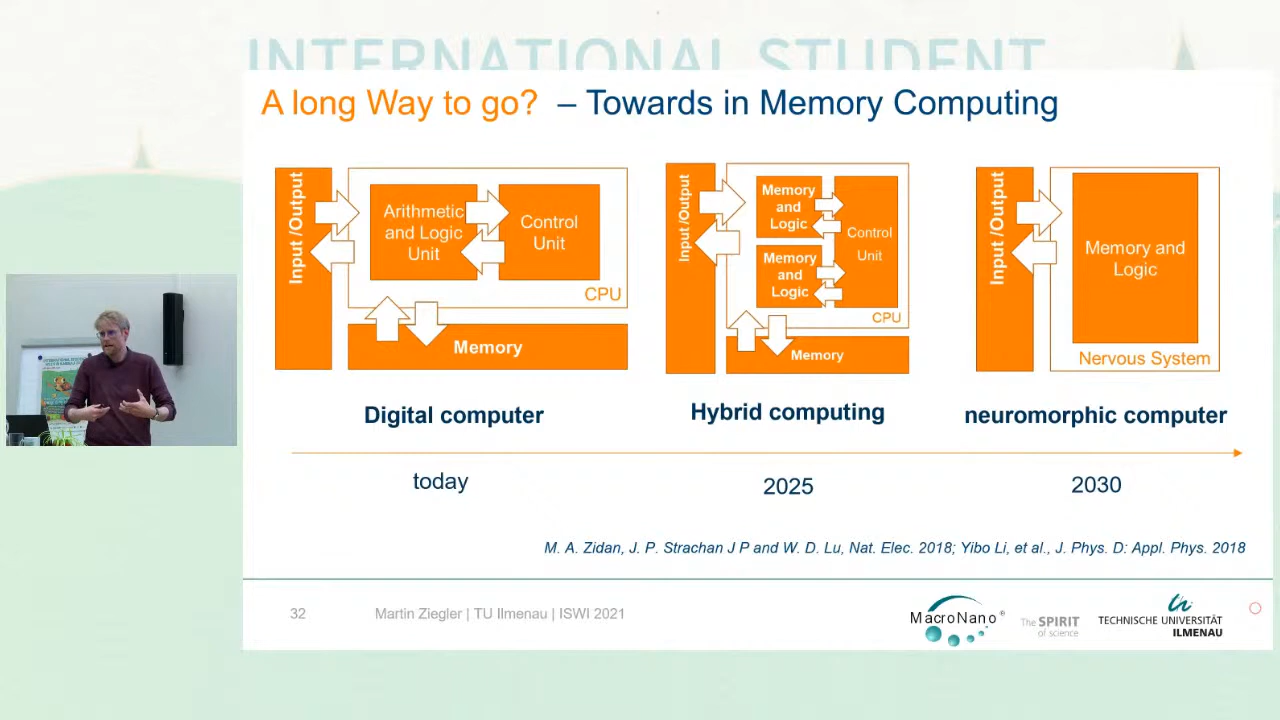 INTERNATIONAL STUDENT
A long Way to go? – Towards in Memory Computing
Input /Output
Arithmetic
and Logic
Unit
Control
Unit
CPU
Memory
Digital computer
today
Input /Output
Memory
and
Logic
Memory
and
Logic
Control
Unit
CPU
Memory
Hybrid computing
2025
Input /Output
Memory and
Logic
Nervous System
neuromorphic computer
2030
M. A. Zidan, J. P. Strachan J P and W. D. Lu, Nat. Elec. 2018; Yibo Li, et al., J. Phys. D: Appl. Phys. 2018
32
Martin Ziegler | TU Ilmenau | ISWI 2021
MacroNano®
The SPIRIT
of science
TECHNISCHE UNIVERSITÄT
ILMENAU